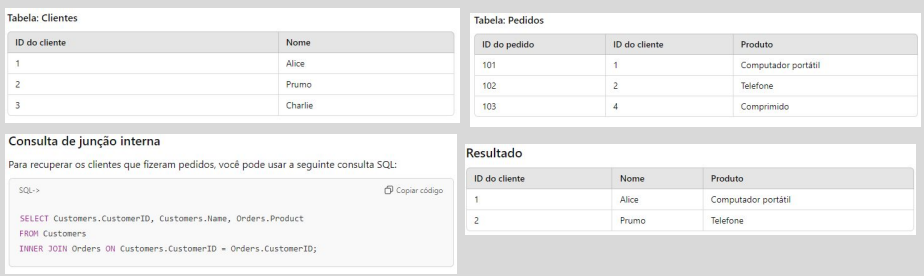 Tabela: Clientes
ID do cliente Nome
1 Alice
2 Prumo
3 Charlie
Tabela: Pedidos
ID do pedido ID do cliente Produto
101 1 Computador portátil
102 2 Telefone
103 4 Comprimido
Consulta de junção interna
Para recuperar os clientes que fizeram pedidos, você pode usar a seguinte consulta SQL:
SQL-> Copiar código
SELECT Customers.CustomerID, Customers.Name, Orders.Product
FROM Customers
INNER JOIN Orders ON Customers.CustomerID = Orders.CustomerID;
Resultado
ID do cliente Nome Produto
1 Alice Computador portátil
2 Prumo Telefone